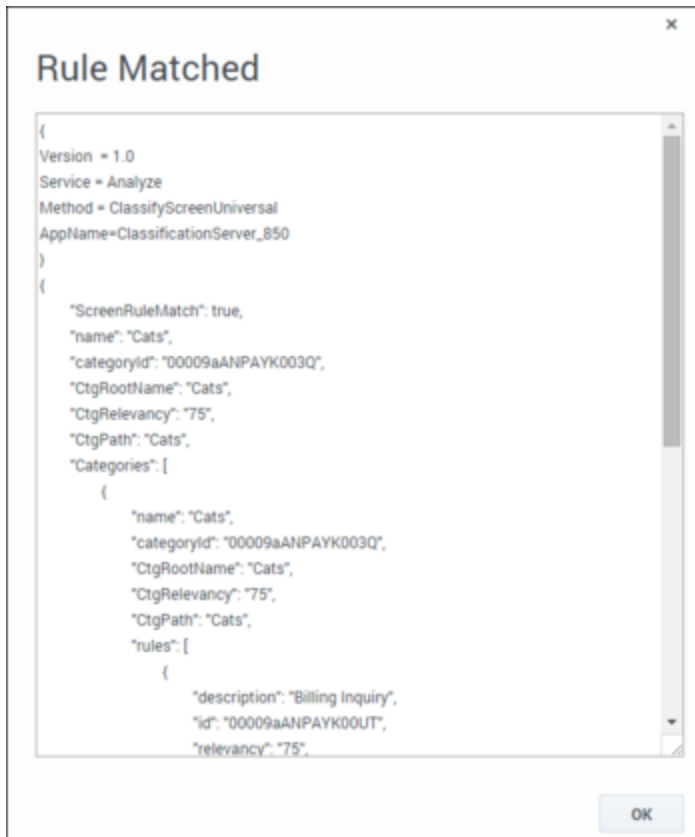 ×
Rule Matched
{
Version = 1.0
Service = Analyze
Method = ClassifyScreenUniversal
AppName=ClassificationServer_850
}
{
"ScreenRuleMatch": true,
"name": "Cats",
"categoryId": "00009aANPAYK003Q",
"CtgRootName": "Cats",
"CtgRelevancy": "75",
"CtgPath": "Cats",
"Categories": [
{
"name": "Cats",
"categoryId": "00009aANPAYK003Q",
"CtgRootName": "Cats",
"CtgRelevancy": "75",
"CtgPath": "Cats",
"rules": [
{
"description": "Billing Inquiry",
"id": "00009aANPAYK00UT",
"relevancy": "75",
OK